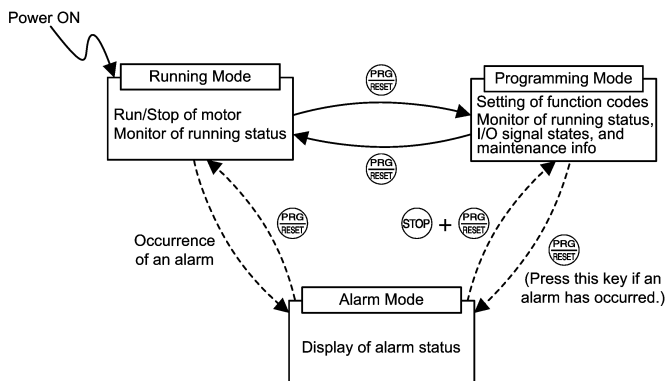 Power ON
Running Mode
Run/Stop of motor
Monitor of running status
PRG
RESET
PRG
RESET
Programming Mode
Setting of function codes
Monitor of running status,
I/O signal states, and
maintenance info
Occurrence
of an alarm
PRG
RESET
STOP + PRG
RESET
PRG
RESET
(Press this key if an
alarm has occurred.)
Alarm Mode
Display of alarm status